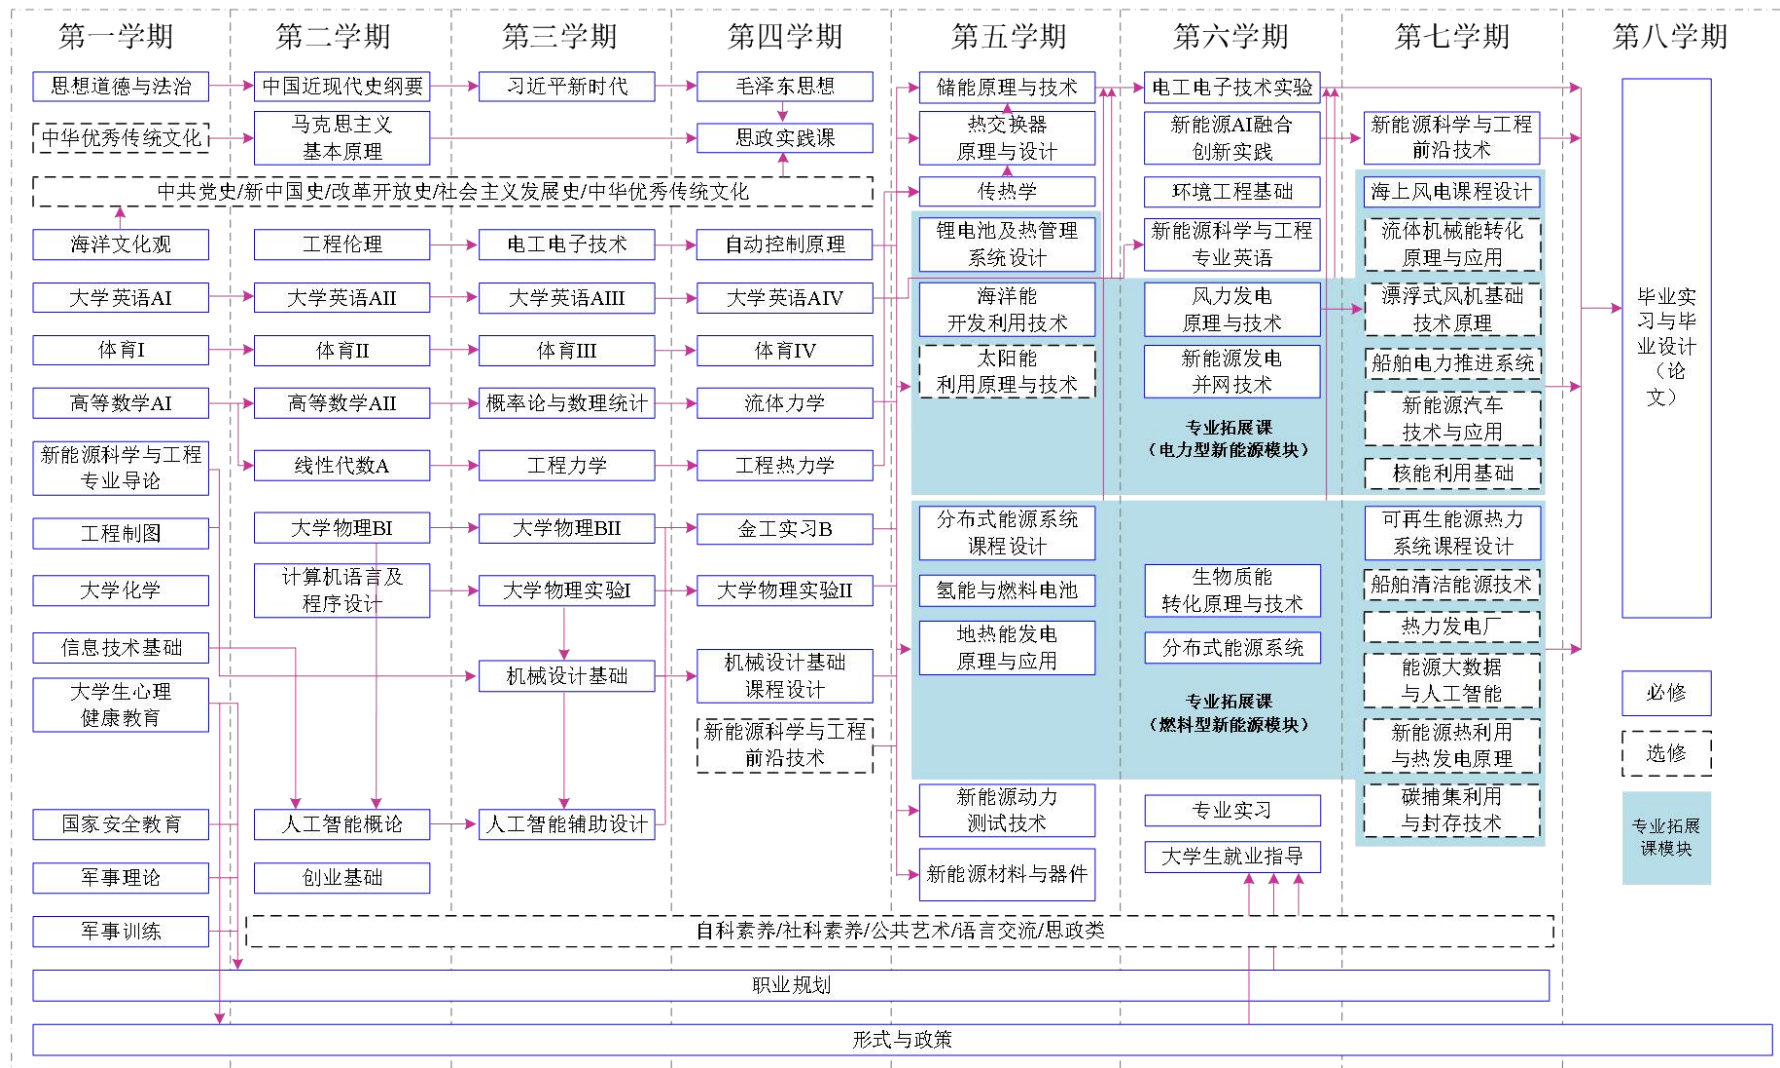 第一学期
第二学期
第三学期
第四学期
第五学期
第六学期
第七学期
第八学期
思想道德与法治
中国近现代史纲要
习近平新时代
毛泽东思想
储能原理与技术
电工电子技术实验
中华优秀传统文化
马克思主义
基本原理
思政实践课
热交换器
原理与设计
新能源AI融合
创新实践
新能源科学与工程
前沿技术
中共党史/新中国史/改革开放史/社会主义发展史/中华优秀传统文化
传热学
环境工程基础
海上风电课程设计
海洋文化观
工程伦理
电工电子技术
自动控制原理
锂电池及热管理
系统设计
新能源科学与工程
专业英语
流体机械能转化
原理与应用
大学英语AI
大学英语AII
大学英语AIII
大学英语AIV
海洋能
开发利用技术
风力发电
原理与技术
漂浮式风机基础
技术原理
体育I
体育II
体育III
体育IV
太阳能
利用原理与技术
新能源发电
并网技术
船舶电力推进系统
高等数学AI
高等数学AII
概率论与数理统计
流体力学
专业拓展课
（电力型新能源模块）
新能源汽车
技术与应用
新能源科学与工程
专业导论
线性代数A
工程力学
工程热力学
核能利用基础
工程制图
大学物理BI
大学物理BII
金工实习B
分布式能源系统
课程设计
可再生能源热力
系统课程设计
大学化学
计算机语言及
程序设计
大学物理实验I
大学物理实验II
氢能与燃料电池
生物质能
转化原理与技术
船舶清洁能源技术
热力发电厂
信息技术基础
机械设计基础
机械设计基础
课程设计
地热能发电
原理与应用
分布式能源系统
能源大数据
与人工智能
大学生心理
健康教育
新能源科学与工程
前沿技术
专业拓展课
（燃料型新能源模块）
新能源热利用
与热发电原理
国家安全教育
人工智能概论
人工智能辅助设计
新能源动力
测试技术
专业实习
碳捕集利用
与封存技术
军事理论
创业基础
新能源材料与器件
大学生就业指导
军事训练
自科素养/社科素养/公共艺术/语言交流/思政类
职业规划
形式与政策
毕业实
习与毕
业设计
（论
文）
必修
选修
专业拓展
课模块